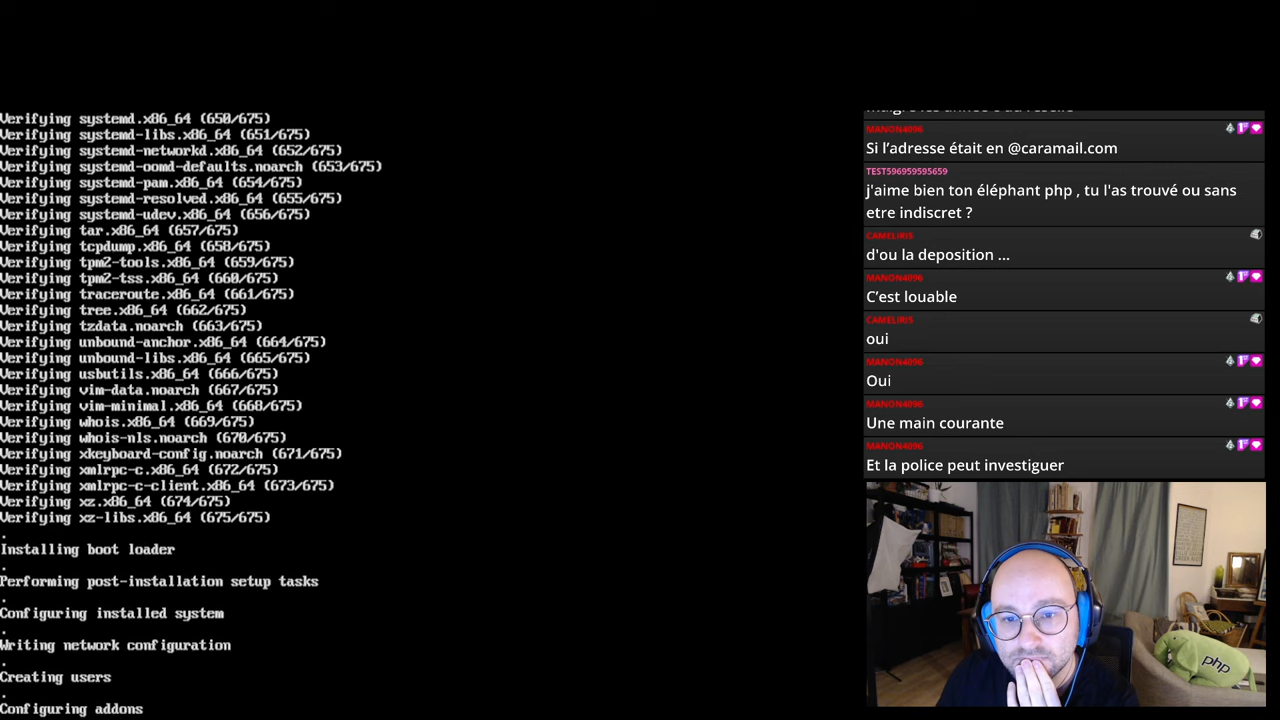 Verifying systemd.x86_64 (650/675)
Verifying systemd-libs.x86_64 (651/675)
Verifying systemd-networkd.x86_64 (652/675)
Verifying systemd-oomd-defaults.noarch (653/675)
Verifying systemd-pam.x86_64 (654/675)
Verifying systemd-resolved.x86_64 (655/675)
Verifying systemd-udev.x86_64 (656/675)
Verifying tar.x86_64 (657/675)
Verifying tcpdump.x86_64 (658/675)
Verifying tpm2-tools.x86_64 (659/675)
Verifying tpm2-tss.x86_64 (660/675)
Verifying traceroute.x86_64 (661/675)
Verifying tree.x86_64 (662/675)
Verifying tzdata.noarch (663/675)
Verifying unbound-anchor.x86_64 (664/675)
Verifying unbound-libs.x86_64 (665/675)
Verifying usbutils.x86_64 (666/675)
Verifying vim-data.noarch (667/675)
Verifying vim-minimal.x86_64 (668/675)
Verifying whois.x86_64 (669/675)
Verifying whois-nls.noarch (670/675)
Verifying xkeyboard-config.noarch (671/675)
Verifying xmlrpc-c.x86_64 (672/675)
Verifying xmlrpc-c-client.x86_64 (673/675)
Verifying xz.x86_64 (674/675)
Verifying xz-libs.x86_64 (675/675)
.
Installing boot loader
.
Performing post-installation setup tasks
.
Configuring installed system
.
Writing network configuration
.
Creating users
.
Configuring addons
MANON4096
Si l’adresse était en @caramail.com
TEST596959595659
j'aime bien ton éléphant php , tu l'as trouvé ou sans
etre indiscret ?
CAMELIRIS
d'ou la deposition ...
MANON4096
C’est louable
CAMELIRIS
oui
MANON4096
Oui
MANON4096
Une main courante
MANON4096
Et la police peut investiguer
php